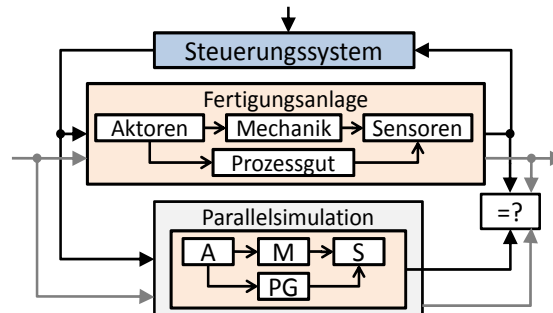 Steuerungssystem
Fertigungsanlage
Aktoren Mechanik Sensoren
Prozessgut
=?
Parallelsimulation
A M S
PG